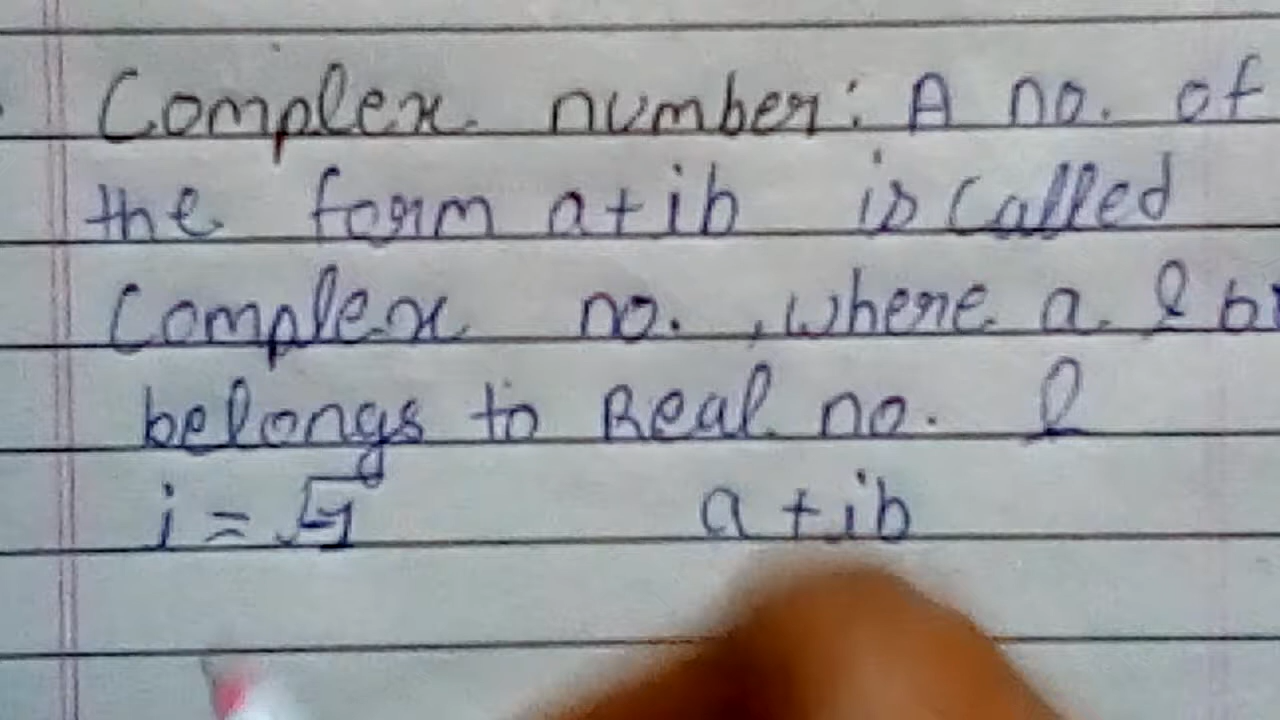 Complex number: A no. of
the form a+ib is called
Complex no., where a & b
belongs to Real no. &
i = √-1 a+ib